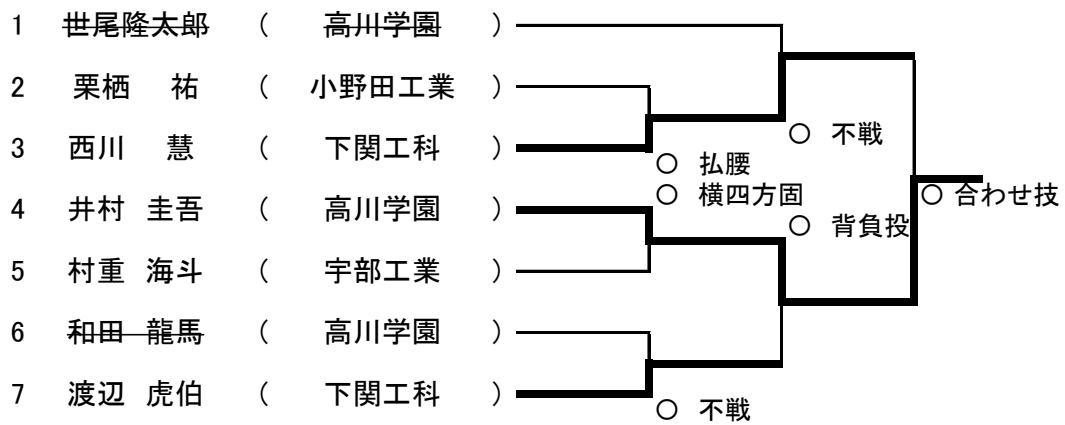 1 世尾隆太郎 ( 高川学園 )
2 栗栖 祐 ( 小野田工業 )
○ 不戦
3 西川 慧 ( 下関工科 )
○ 払腰
○ 横四方固
○ 合わせ技
4 井村 圭吾 ( 高川学園 )
○ 背負投
5 村重 海斗 ( 宇部工業 )
6 和田 龍馬 ( 高川学園 )
7 渡辺 虎伯 ( 下関工科 )
○ 不戦